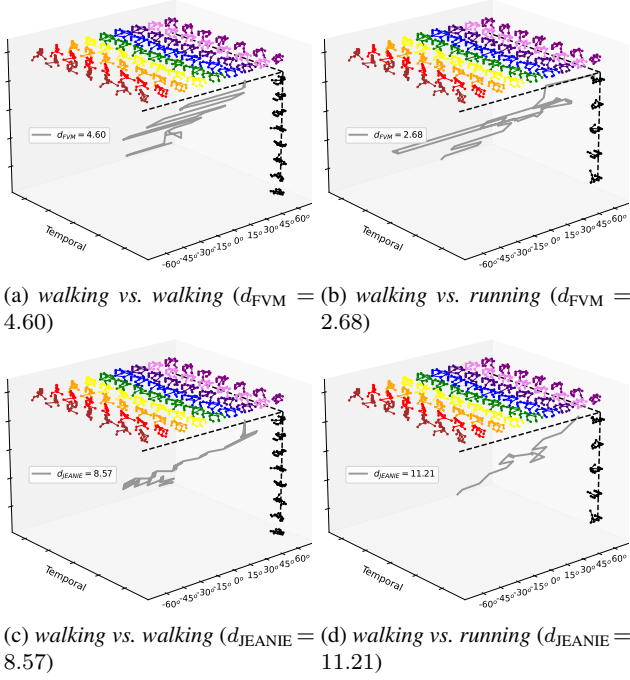 d_FVM = 4.60
Temporal
-60° -45° -30° -15° 0° 15° 30° 45° 60°
d_FVM = 2.68
Temporal
-60° -45° -30° -15° 0° 15° 30° 45° 60°
(a) walking vs. walking (d_FVM =
4.60)
(b) walking vs. running (d_FVM =
2.68)
d_JEANIE = 8.57
Temporal
-60° -45° -30° -15° 0° 15° 30° 45° 60°
d_JEANIE = 11.21
Temporal
-60° -45° -30° -15° 0° 15° 30° 45° 60°
(c) walking vs. walking (d_JEANIE =
8.57)
(d) walking vs. running (d_JEANIE =
11.21)